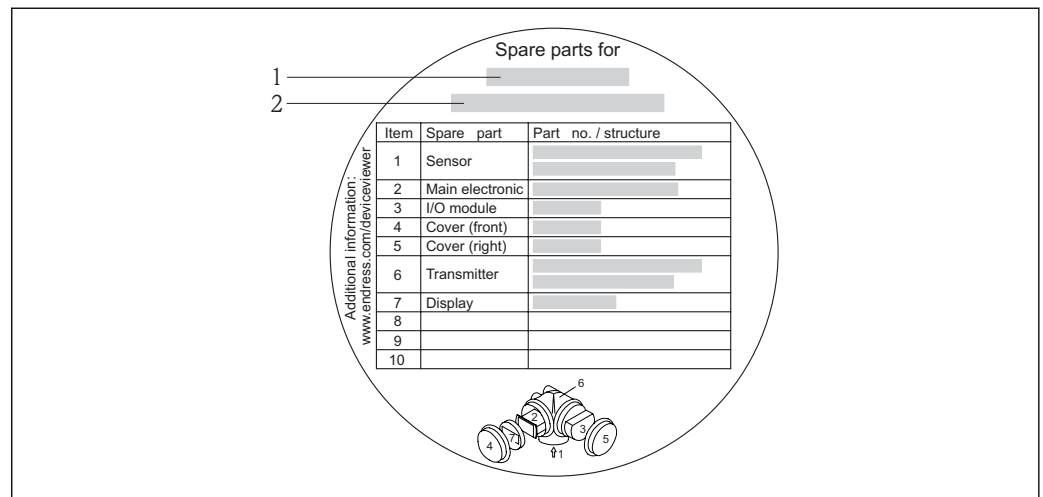 Spare parts for
1
2
Additional information:
www.endress.com/deviceviewer
Item Spare part Part no. / structure
1 Sensor
2 Main electronic
3 I/O module
4 Cover (front)
5 Cover (right)
6 Transmitter
7 Display
8
9
10
6
2
3
4
7
5
1